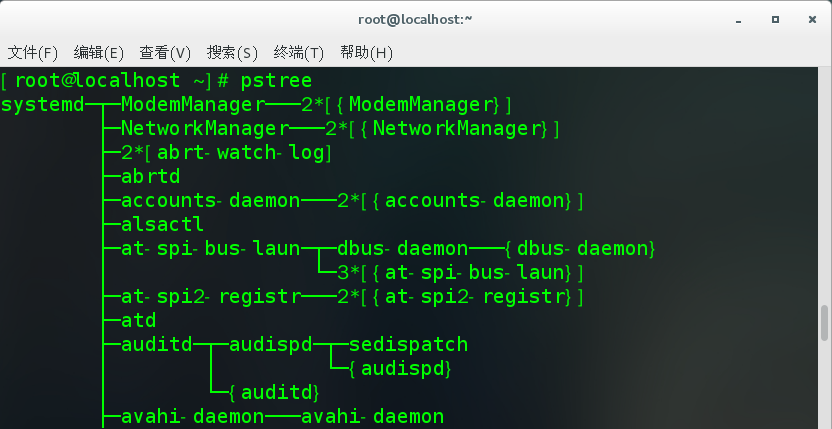 root@localhost:~
文件(F) 编辑(E) 查看(V) 搜索(S) 终端(T) 帮助(H)
[root@localhost ~]# pstree
systemd─┬─ModemManager───2*[{ModemManager}]
        ├─NetworkManager───2*[{NetworkManager}]
        ├─2*[abrt-watch-log]
        ├─abrtd
        ├─accounts-daemon───2*[{accounts-daemon}]
        ├─alsactl
        ├─at-spi-bus-laun─┬─dbus-daemon───{dbus-daemon}
        │                 └─3*[{at-spi-bus-laun}]
        ├─at-spi2-registr───2*[{at-spi2-registr}]
        ├─atd
        ├─auditd─┬─audispd─┬─sedispatch
        │        │         └─{audispd}
        │        └─{auditd}
        ├─avahi-daemon───avahi-daemon